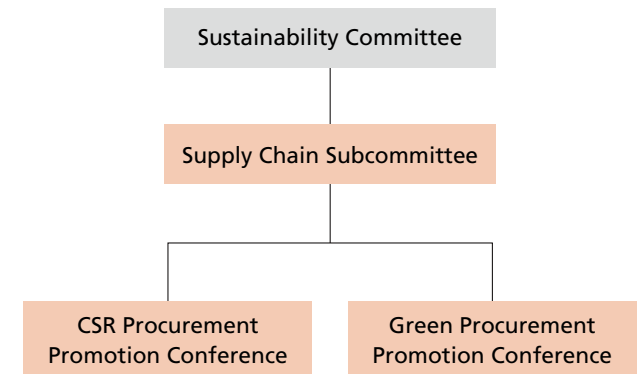 Sustainability Committee
Supply Chain Subcommittee
CSR Procurement
Promotion Conference
Green Procurement
Promotion Conference